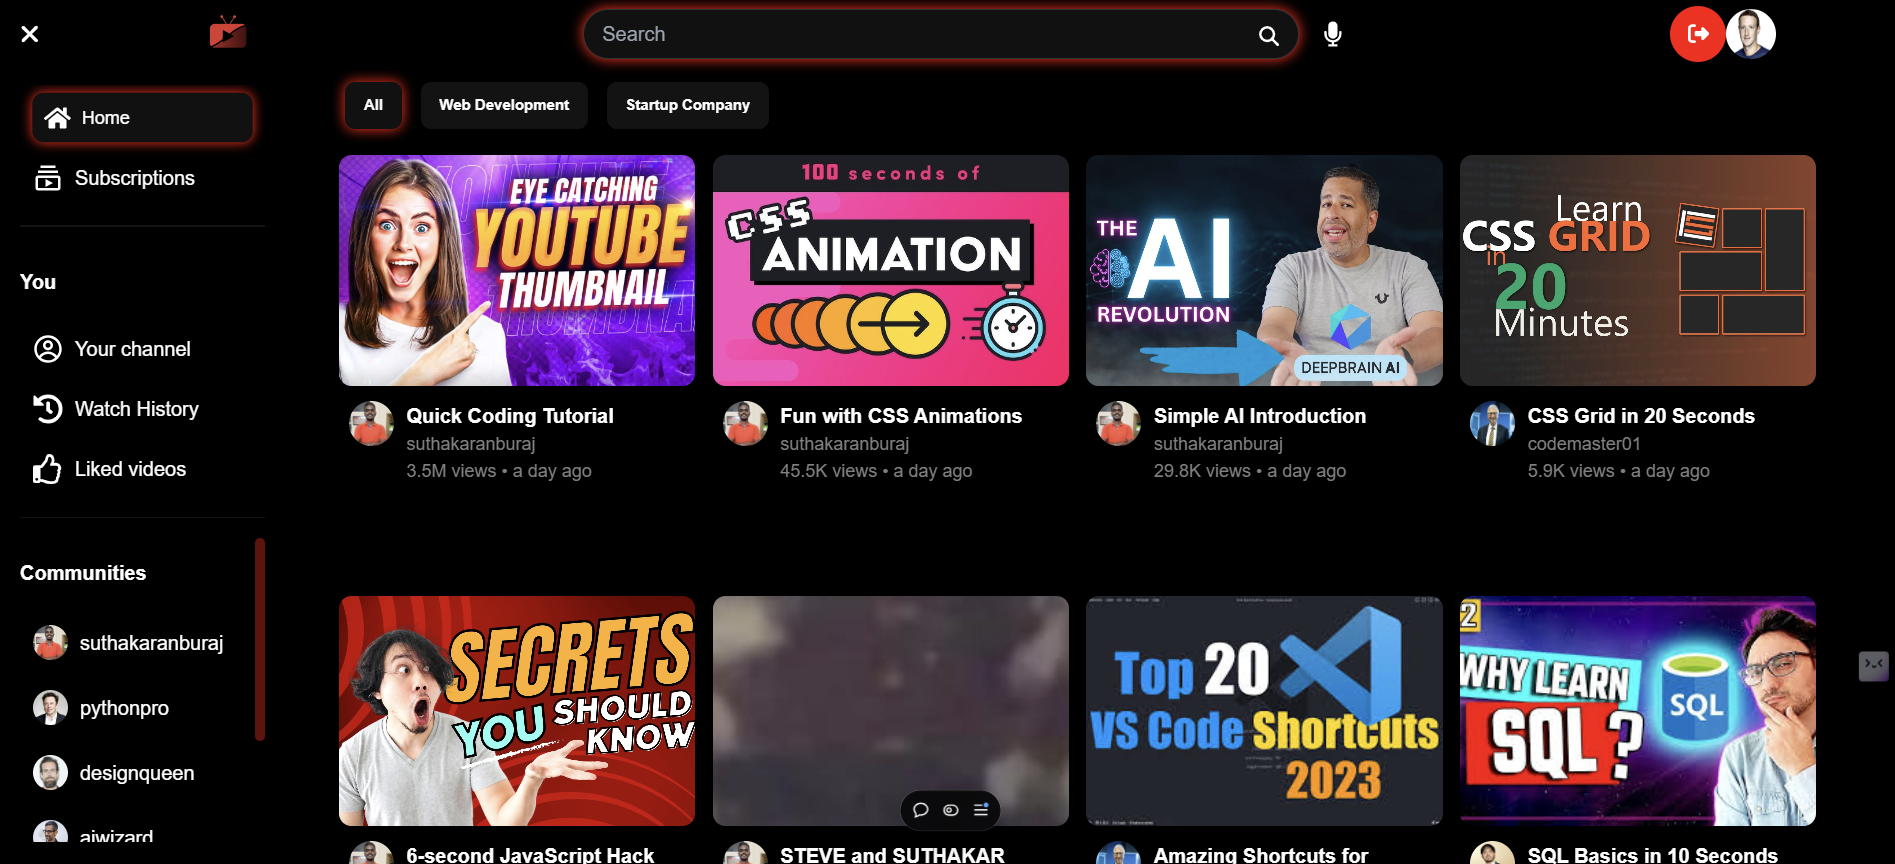 Search
Home
Subscriptions
You
Your channel
Watch History
Liked videos
Communities
suthakaranburaj
pythonpro
designqueen
aiwizard
All
Web Development
Startup Company
EYE CATCHING
YOUTUBE
THUMBNAIL
Quick Coding Tutorial
suthakaranburaj
3.5M views • a day ago
100 seconds of
CSS
ANIMATION
Fun with CSS Animations
suthakaranburaj
45.5K views • a day ago
THE
AI
REVOLUTION
DEEPBRAIN AI
Simple AI Introduction
suthakaranburaj
29.8K views • a day ago
Learn
CSS GRID
in
20
Minutes
CSS Grid in 20 Seconds
codemaster01
5.9K views • a day ago
SECRETS
YOU SHOULD
KNOW
6-second JavaScript Hack
STEVE and SUTHAKAR
Top 20
VS Code Shortcuts
2023
Amazing Shortcuts for
2
WHY LEARN
SQL?
SQL
SQL Basics in 10 Seconds